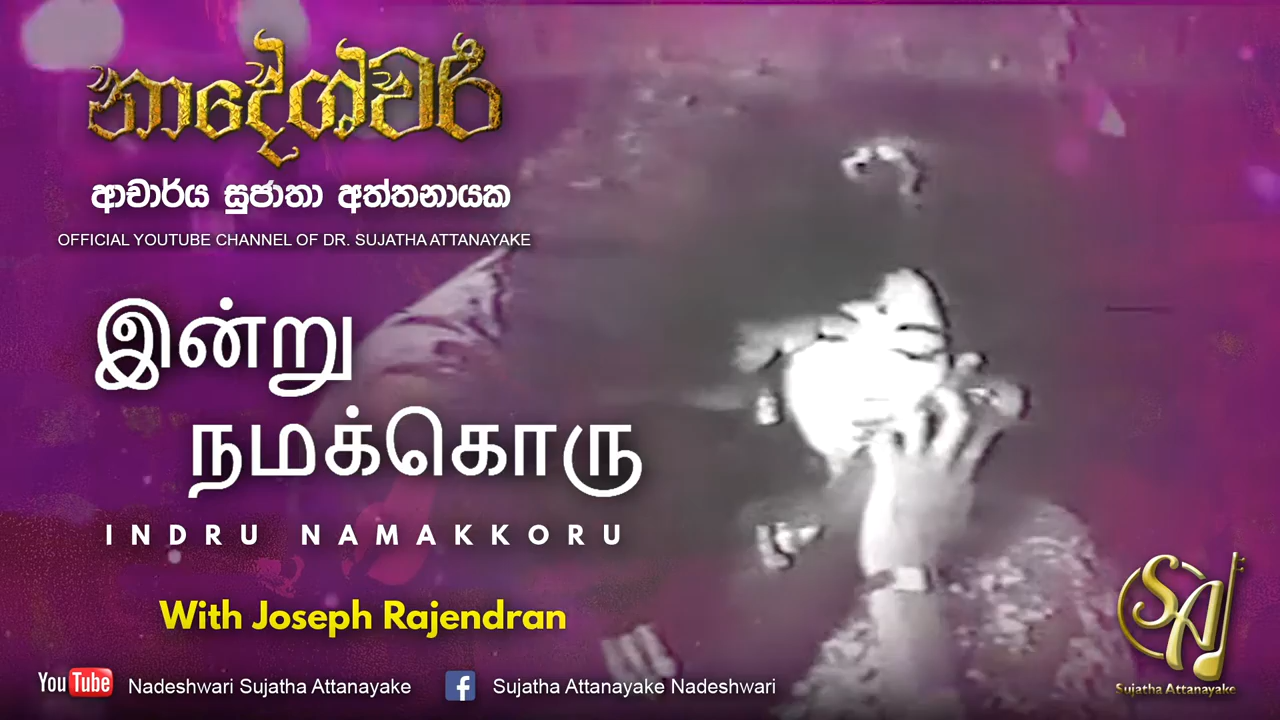 නාදේශ්වරී
ආචාර්ය සුජාතා අත්තනායක
OFFICIAL YOUTUBE CHANNEL OF DR. SUJATHA ATTANAYAKE
இன்று
நமக்கொரு
INDRU NAMAKKORU
With Joseph Rajendran
YouTube Nadeshwari Sujatha Attanayake
f Sujatha Attanayake Nadeshwari
SA
Sujatha Attanayake